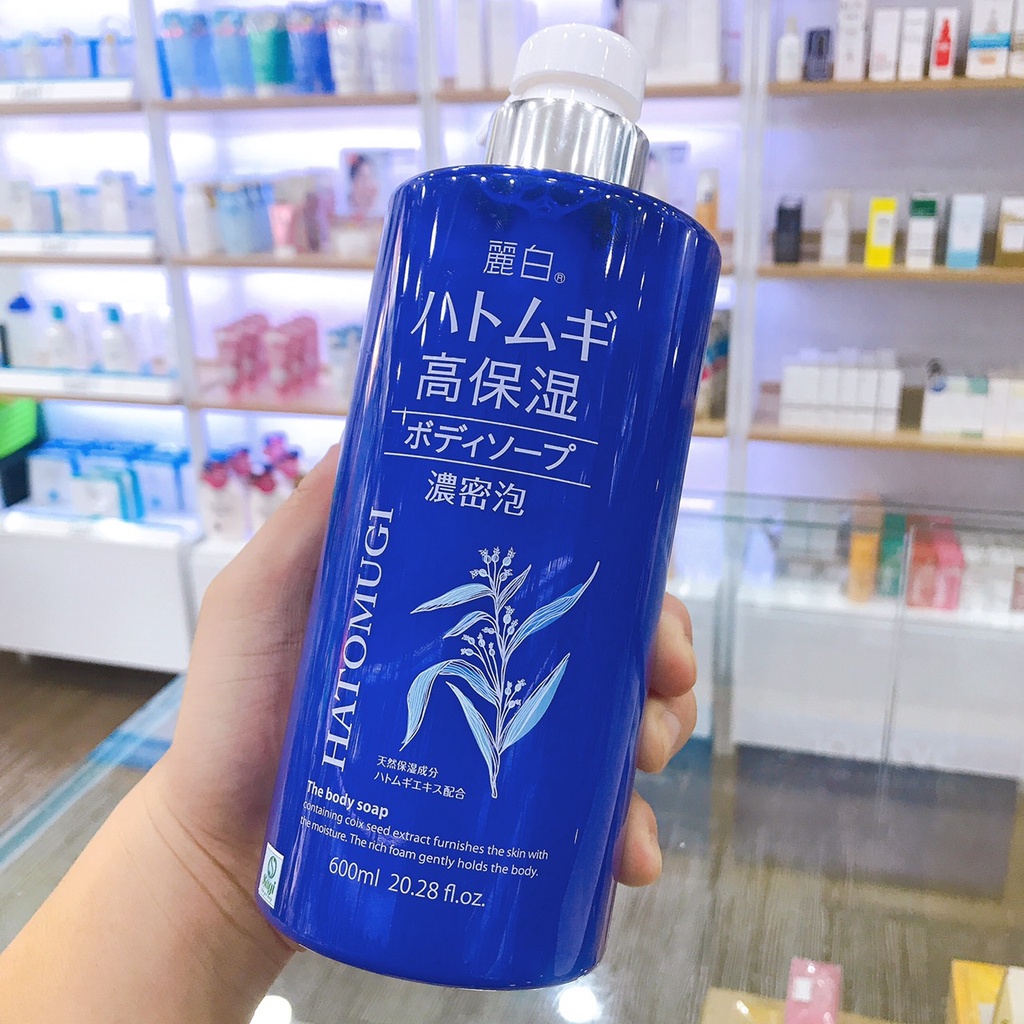 麗白®
ハトムギ
高保湿
ボディソープ
濃密泡
HATOMUGI
天然保湿成分
ハトムギエキス配合
The body soap
containing coix seed extract furnishes the skin with
the moisture. The rich foam gently holds the body.
600ml 20.28 fl.oz.